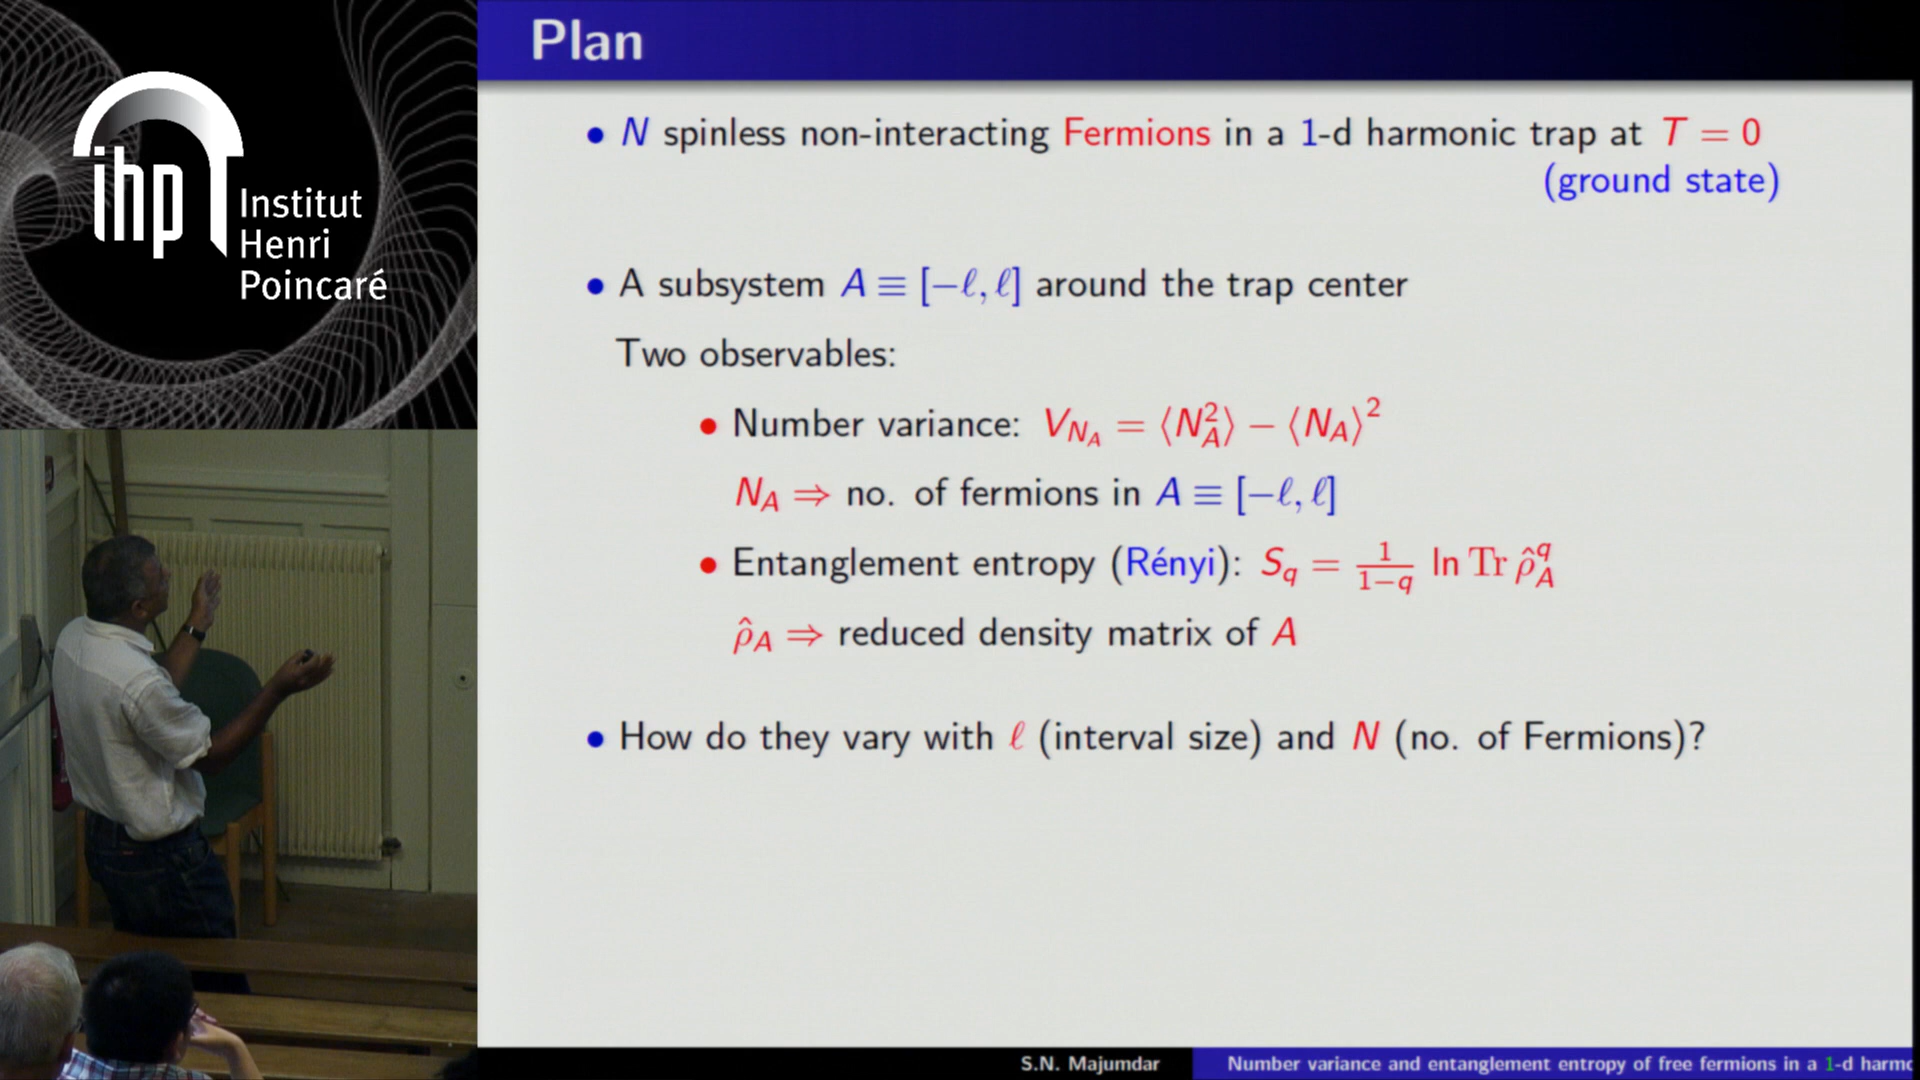 ihp
Institut
Henri
Poincaré
Plan
• N spinless non-interacting Fermions in a 1-d harmonic trap at T = 0
(ground state)
• A subsystem A ≡ [−ℓ, ℓ] around the trap center
Two observables:
• Number variance: V_{N_A} = ⟨N_A^2⟩ − ⟨N_A⟩^2
N_A ⇒ no. of fermions in A ≡ [−ℓ, ℓ]
• Entanglement entropy (Rényi): S_q = \frac{1}{1−q} ln Tr ρ̂_A^q
ρ̂_A ⇒ reduced density matrix of A
• How do they vary with ℓ (interval size) and N (no. of Fermions)?
S.N. Majumdar Number variance and entanglement entropy of free fermions in a 1-d